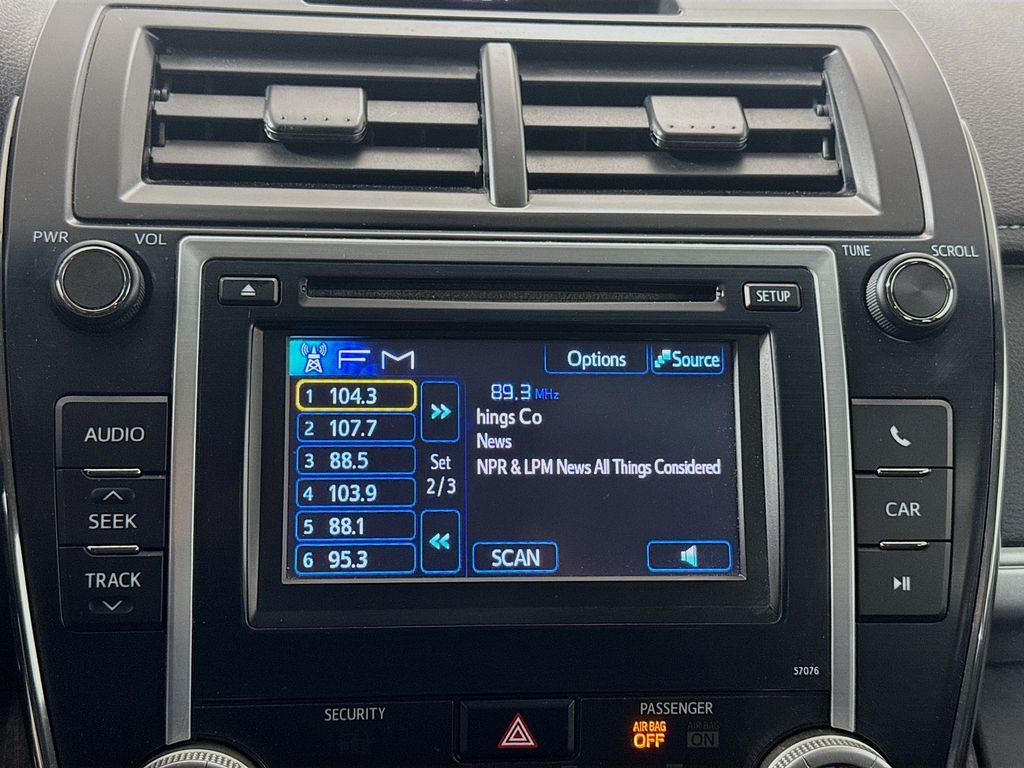 PWR VOL
TUNE SCROLL
SETUP
FM Options Source
1 104.3
2 107.7
3 88.5
4 103.9
5 88.1
6 95.3
Set
2/3
89.3 MHz
hings Co
News
NPR & LPM News All Things Considered
SCAN
AUDIO
SEEK
TRACK
CAR
57076
SECURITY
PASSENGER
AIR BAG
OFF
AIR BAG
ON